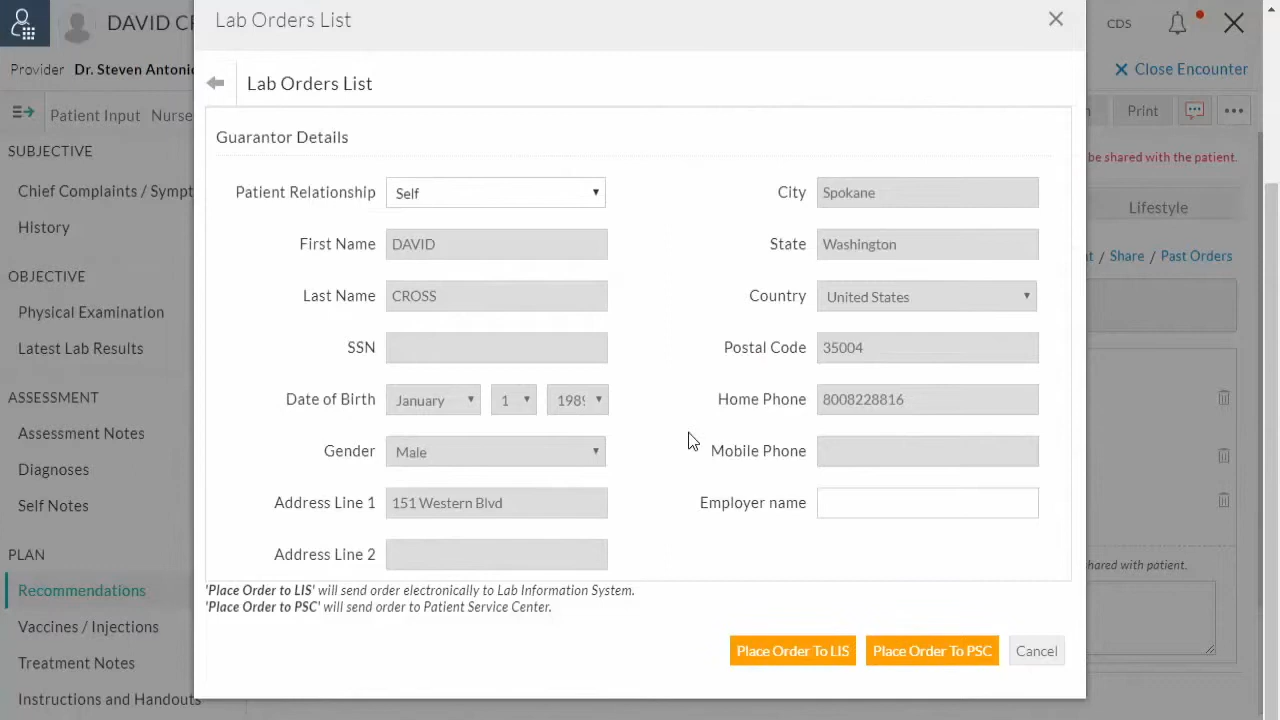 DAVID CR
Lab Orders List
CDS
Provider Dr. Steven Antonio
Close Encounter
Lab Orders List
Patient Input Nurse
Print
Guarantor Details
SUBJECTIVE
be shared with the patient.
Chief Complaints / Sympt
Patient Relationship Self
City Spokane
Lifestyle
History
First Name DAVID
State Washington
t / Share / Past Orders
OBJECTIVE
Last Name CROSS
Country United States
Physical Examination
SSN
Postal Code 35004
Latest Lab Results
Date of Birth January 1 1989
Home Phone 8008228816
ASSESSMENT
Assessment Notes
Gender Male
Mobile Phone
Diagnoses
Address Line 1 151 Western Blvd
Employer name
Self Notes
Address Line 2
PLAN
hared with patient.
'Place Order to LIS' will send order electronically to Lab Information System.
Recommendations
'Place Order to PSC' will send order to Patient Service Center.
Vaccines / Injections
Place Order To LIS Place Order To PSC Cancel
Treatment Notes
Instructions and Handouts